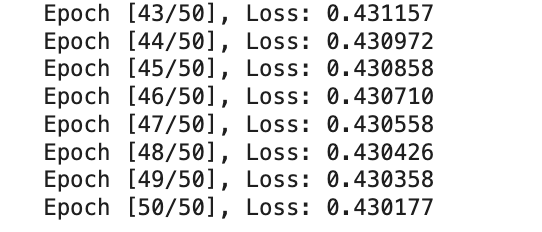 Epoch [43/50], Loss: 0.431157
Epoch [44/50], Loss: 0.430972
Epoch [45/50], Loss: 0.430858
Epoch [46/50], Loss: 0.430710
Epoch [47/50], Loss: 0.430558
Epoch [48/50], Loss: 0.430426
Epoch [49/50], Loss: 0.430358
Epoch [50/50], Loss: 0.430177